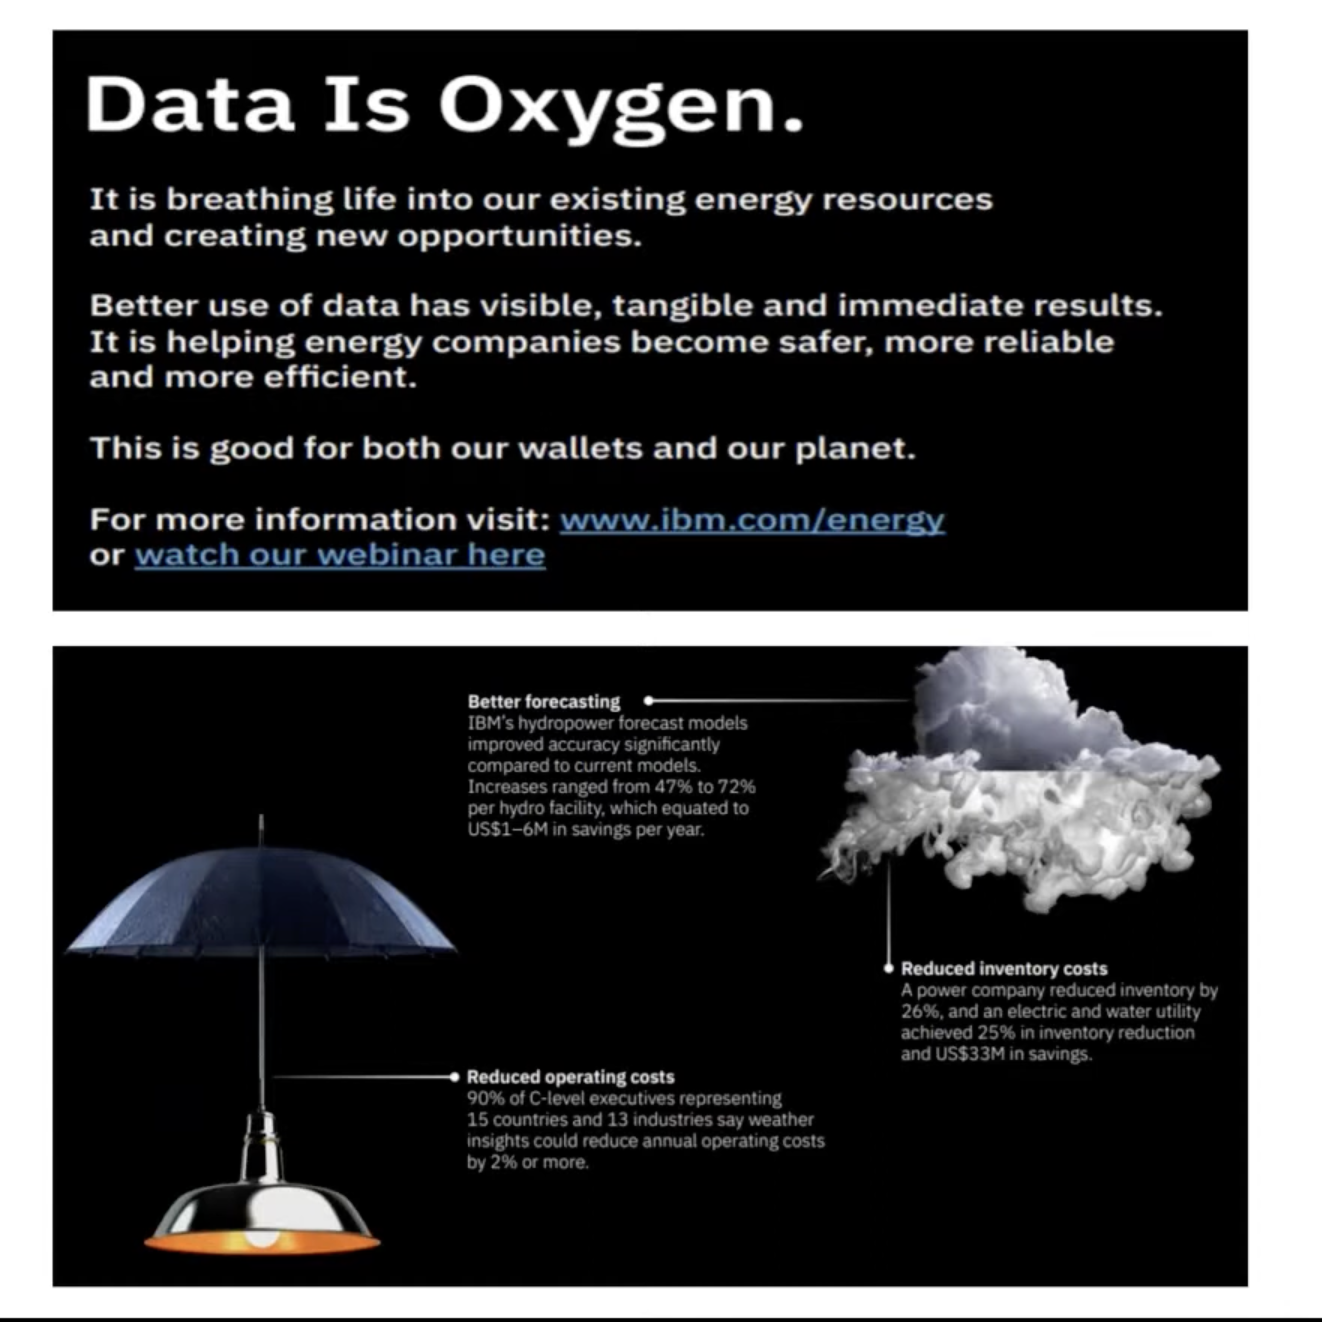 Data Is Oxygen.
It is breathing life into our existing energy resources
and creating new opportunities.
Better use of data has visible, tangible and immediate results.
It is helping energy companies become safer, more reliable
and more efficient.
This is good for both our wallets and our planet.
For more information visit: www.ibm.com/energy
or watch our webinar here
Better forecasting
IBM's hydropower forecast models
improved accuracy significantly
compared to current models.
Increases ranged from 47% to 72%
per hydro facility, which equated to
US$1–6M in savings per year.
Reduced inventory costs
A power company reduced inventory by
26%, and an electric and water utility
achieved 25% in inventory reduction
and US$33M in savings.
Reduced operating costs
90% of C-level executives representing
15 countries and 13 industries say weather
insights could reduce annual operating costs
by 2% or more.